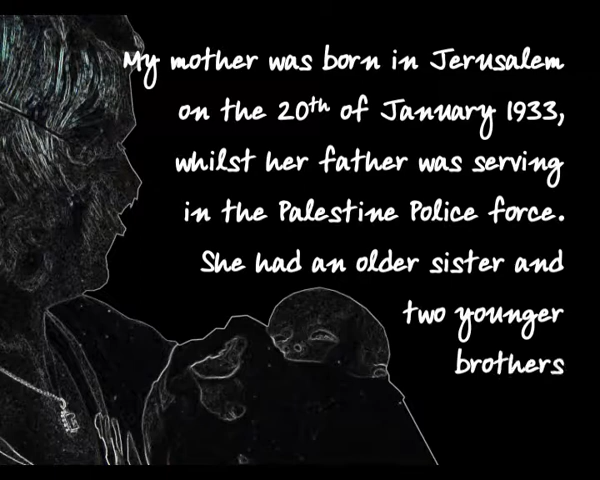 My mother was born in Jerusalem
on the 20th of January 1933,
whilst her father was serving
in the Palestine Police force.
She had an older sister and
two younger
brothers